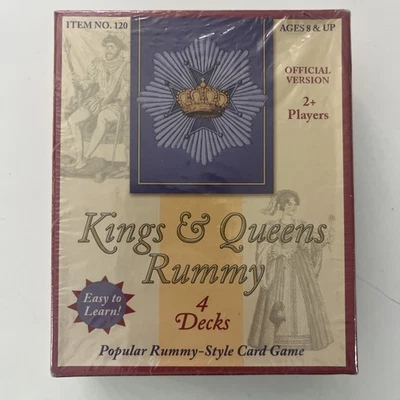 ITEM NO. 120
AGES 8 & UP
OFFICIAL
VERSION
2+
Players
Kings & Queens
Rummy
4
Decks
Easy to
Learn!
Popular Rummy-Style Card Game